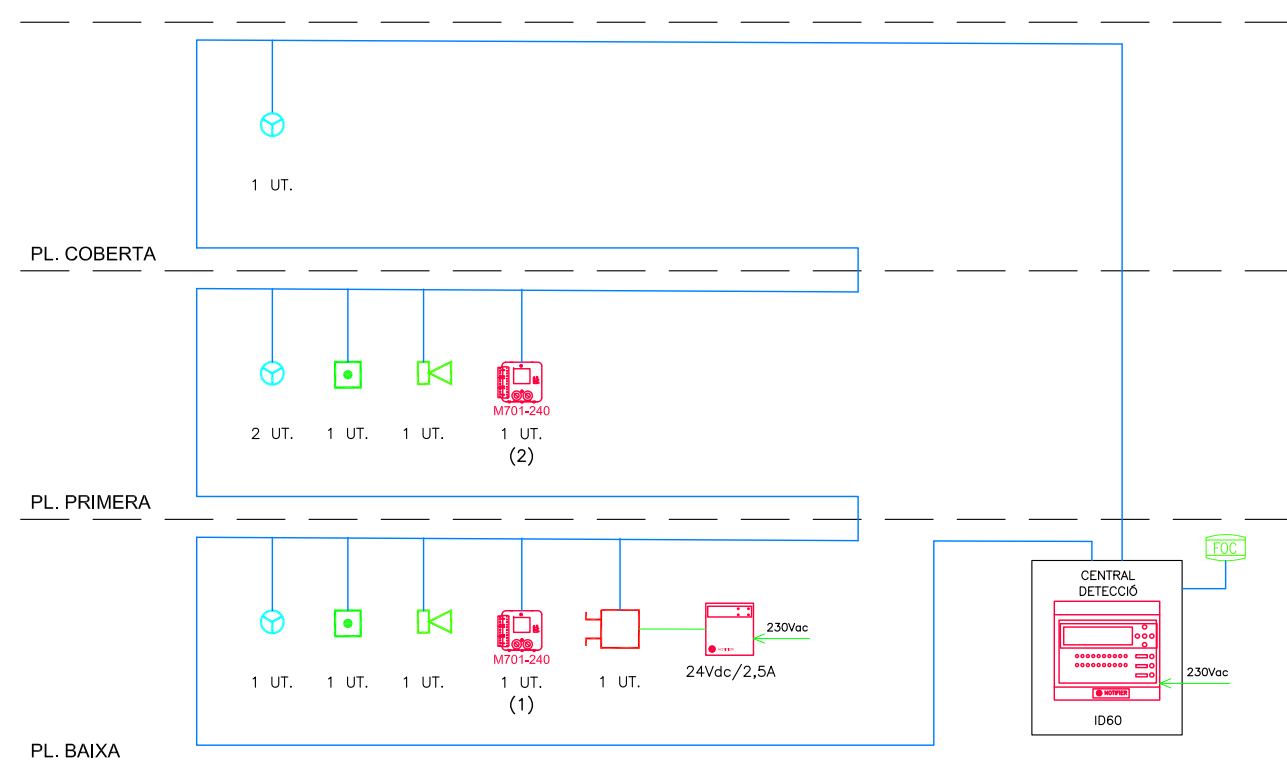 1 UT.
PL. COBERTA
M701-240
2 UT. 1 UT. 1 UT. 1 UT.
(2)
PL. PRIMERA
FOC
CENTRAL
DETECCIÓ
230Vac
NOTIFIER
M701-240
24Vdc/2,5A
230Vac
1 UT. 1 UT. 1 UT. 1 UT. 1 UT.
(1)
NOTIFIER
ID60
PL. BAIXA